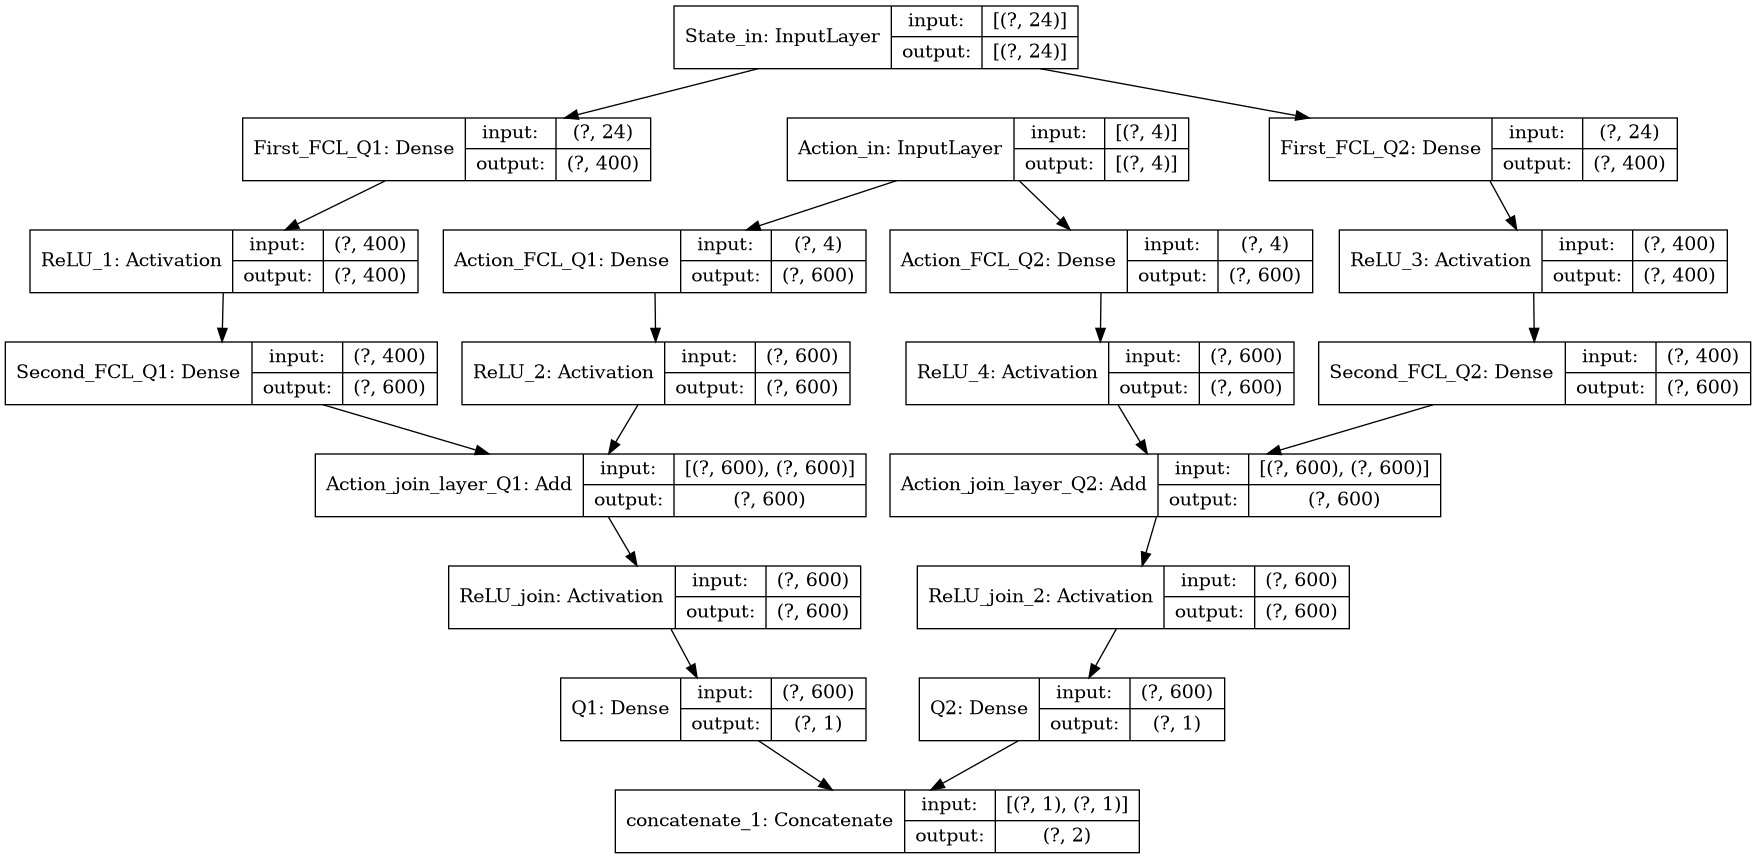 State_in: InputLayer
input:
[(?, 24)]
output:
[(?, 24)]
First_FCL_Q1: Dense
input:
(?, 24)
output:
(?, 400)
Action_in: InputLayer
input:
[(?, 4)]
output:
[(?, 4)]
First_FCL_Q2: Dense
input:
(?, 24)
output:
(?, 400)
ReLU_1: Activation
input:
(?, 400)
output:
(?, 400)
Action_FCL_Q1: Dense
input:
(?, 4)
output:
(?, 600)
Action_FCL_Q2: Dense
input:
(?, 4)
output:
(?, 600)
ReLU_3: Activation
input:
(?, 400)
output:
(?, 400)
Second_FCL_Q1: Dense
input:
(?, 400)
output:
(?, 600)
ReLU_2: Activation
input:
(?, 600)
output:
(?, 600)
ReLU_4: Activation
input:
(?, 600)
output:
(?, 600)
Second_FCL_Q2: Dense
input:
(?, 400)
output:
(?, 600)
Action_join_layer_Q1: Add
input:
[(?, 600), (?, 600)]
output:
(?, 600)
Action_join_layer_Q2: Add
input:
[(?, 600), (?, 600)]
output:
(?, 600)
ReLU_join: Activation
input:
(?, 600)
output:
(?, 600)
ReLU_join_2: Activation
input:
(?, 600)
output:
(?, 600)
Q1: Dense
input:
(?, 600)
output:
(?, 1)
Q2: Dense
input:
(?, 600)
output:
(?, 1)
concatenate_1: Concatenate
input:
[(?, 1), (?, 1)]
output:
(?, 2)